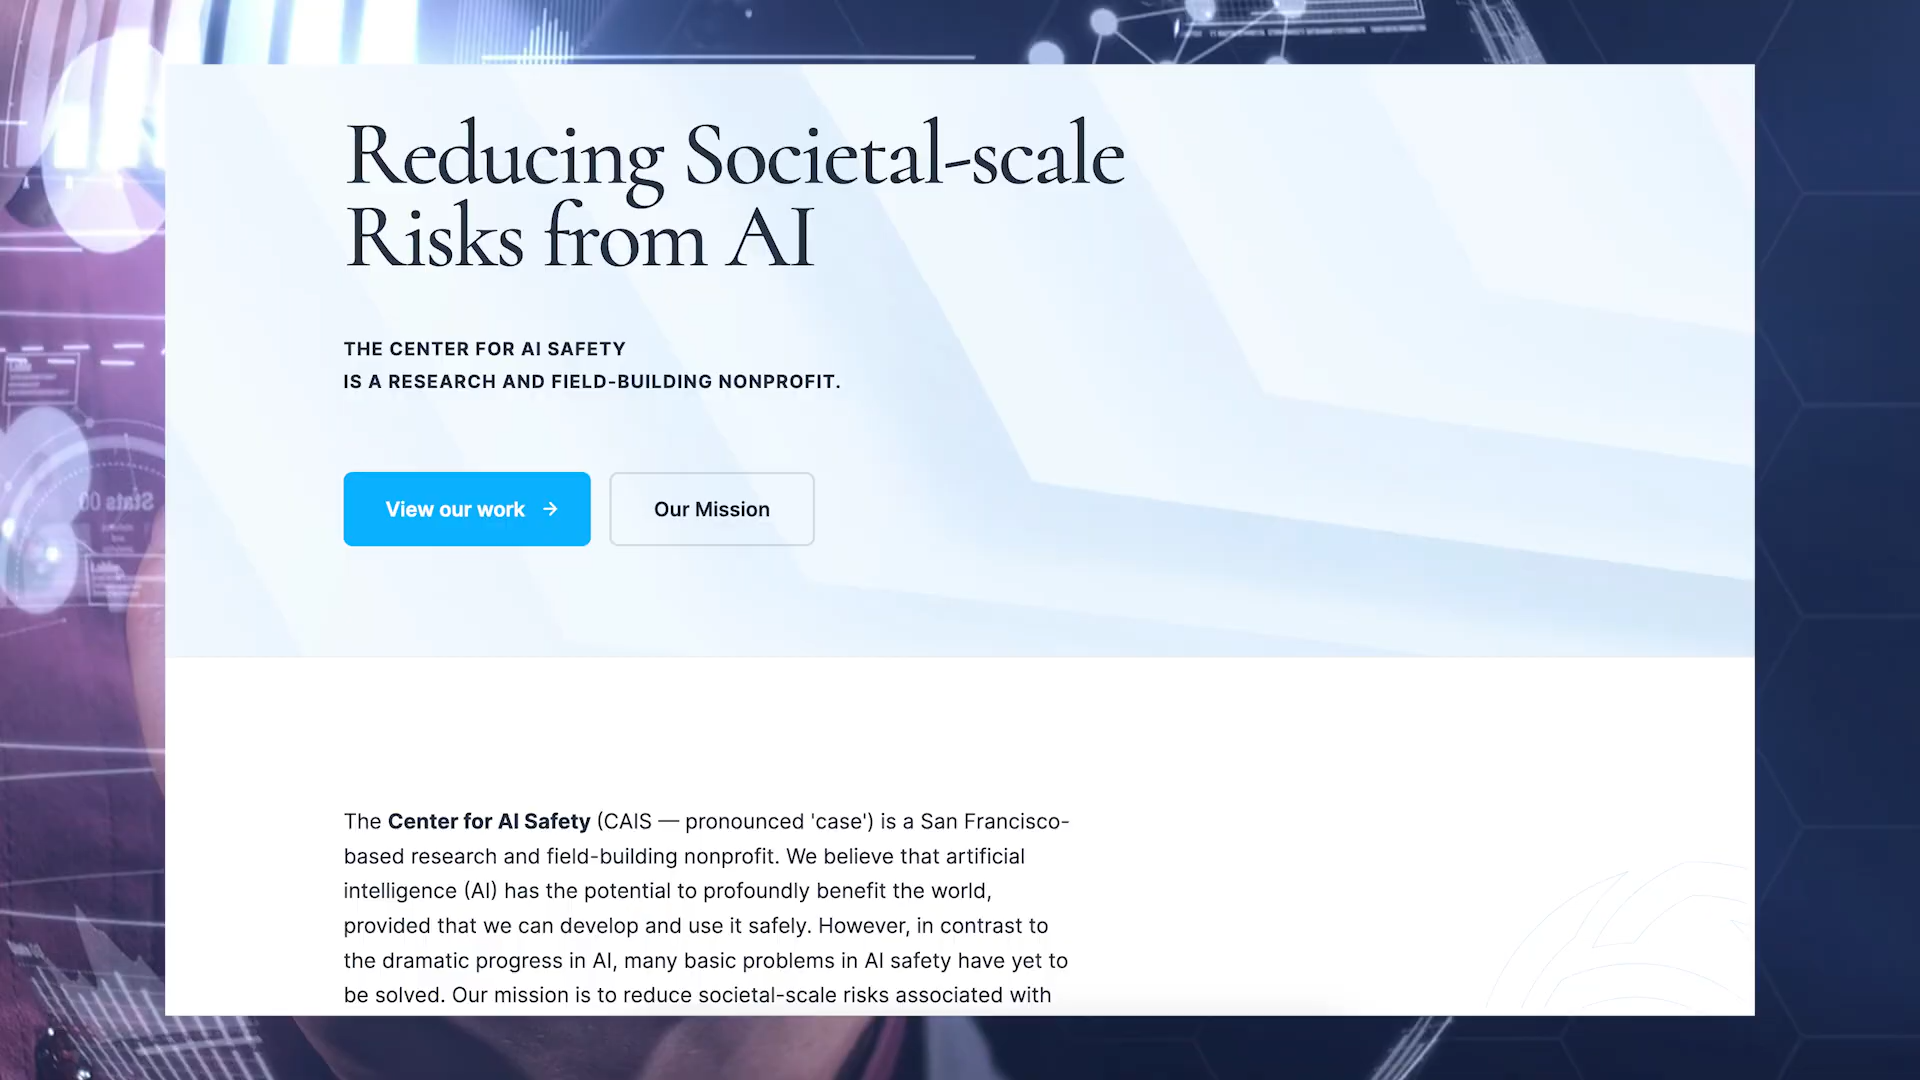 Reducing Societal-scale
Risks from AI
THE CENTER FOR AI SAFETY
IS A RESEARCH AND FIELD-BUILDING NONPROFIT.
View our work →
Our Mission
The Center for AI Safety (CAIS — pronounced 'case') is a San Francisco-
based research and field-building nonprofit. We believe that artificial
intelligence (AI) has the potential to profoundly benefit the world,
provided that we can develop and use it safely. However, in contrast to
the dramatic progress in AI, many basic problems in AI safety have yet to
be solved. Our mission is to reduce societal-scale risks associated with
Stats 00